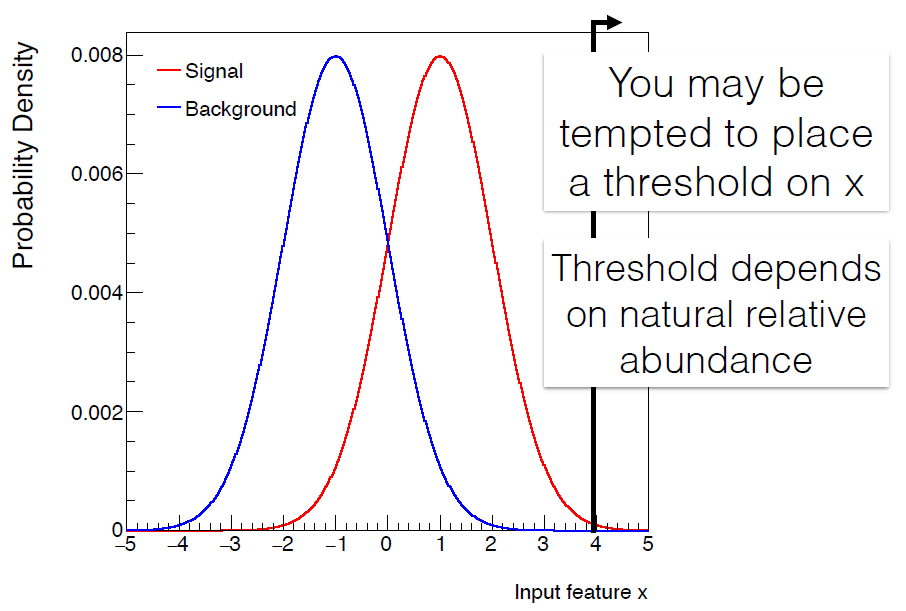 Probability Density
0.008
0.006
0.004
0.002
0
Signal
Background
You may be
tempted to place
a threshold on x
Threshold depends
on natural relative
abundance
−5 −4 −3 −2 −1 0 1 2 3 4 5
Input feature x